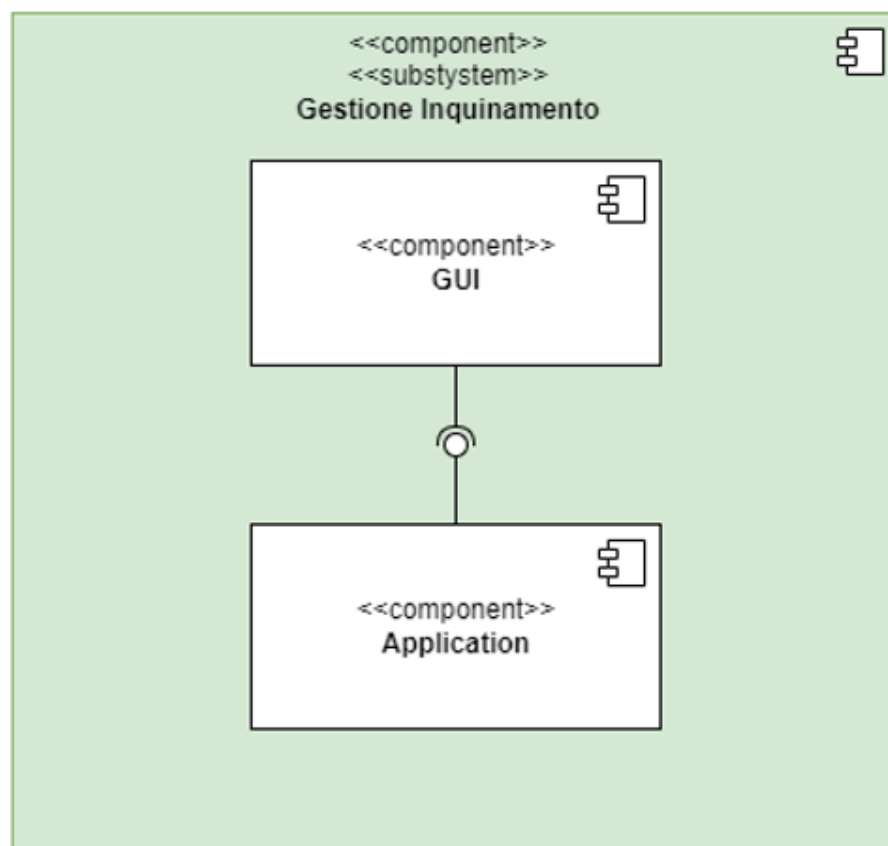 <<component>>
<<substystem>>
Gestione Inquinamento
<<component>>
GUI
<<component>>
Application